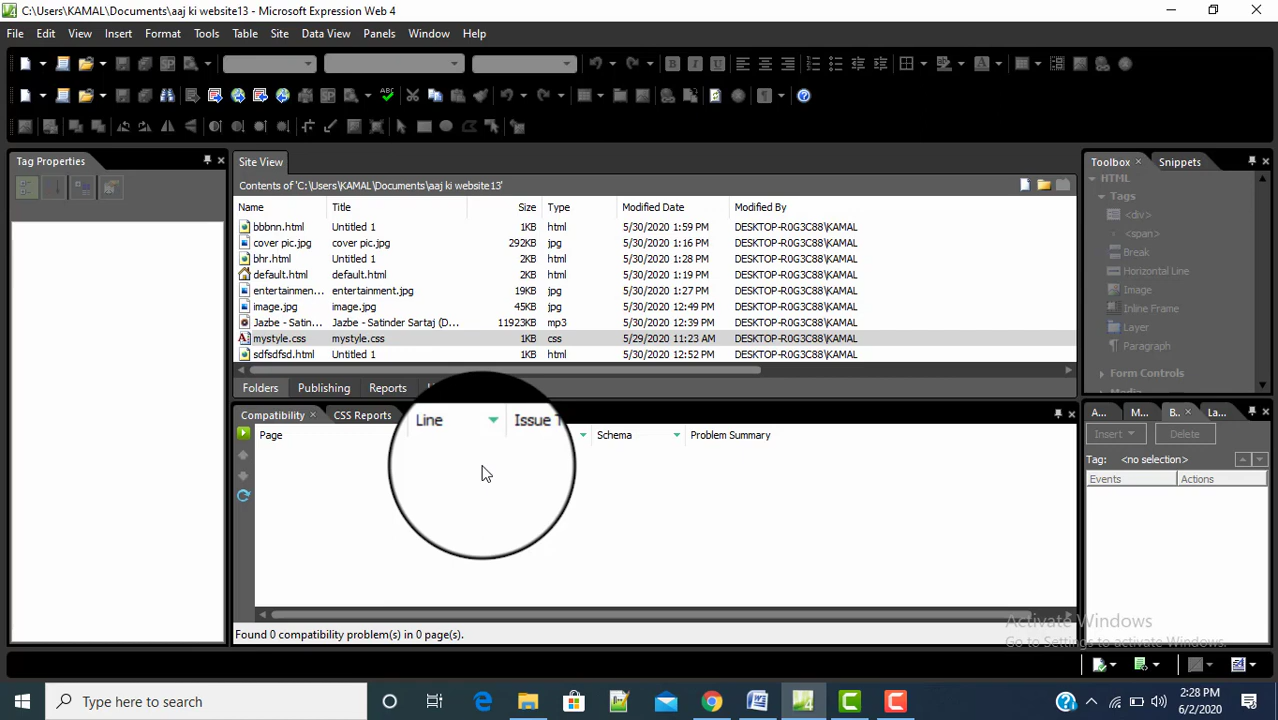 C:\Users\KAMAL\Documents\aaj ki website13 - Microsoft Expression Web 4
File Edit View Insert Format Tools Table Site Data View Panels Window Help
Tag Properties
Site View
Contents of 'C:\Users\KAMAL\Documents\aaj ki website13'
Name Title Size Type Modified Date Modified By
bbbnn.html Untitled 1 1KB html 5/30/2020 1:59 PM DESKTOP-R0G3C88\KAMAL
cover pic.jpg cover pic.jpg 292KB jpg 5/30/2020 1:16 PM DESKTOP-R0G3C88\KAMAL
bhr.html Untitled 1 2KB html 5/30/2020 1:28 PM DESKTOP-R0G3C88\KAMAL
default.html default.html 2KB html 5/30/2020 1:23 PM DESKTOP-R0G3C88\KAMAL
entertainmen... entertainment.jpg 19KB jpg 5/30/2020 1:27 PM DESKTOP-R0G3C88\KAMAL
image.jpg image.jpg 45KB jpg 5/30/2020 12:49 PM DESKTOP-R0G3C88\KAMAL
Jazbe - Satin... Jazbe - Satinder Sartaj (D... 11923KB mp3 5/30/2020 12:39 PM DESKTOP-R0G3C88\KAMAL
mystyle.css mystyle.css 1KB css 5/29/2020 11:23 AM DESKTOP-R0G3C88\KAMAL
sdfsdfsd.html Untitled 1 1KB html 5/30/2020 12:52 PM DESKTOP-R0G3C88\KAMAL
Folders Publishing Reports
Compatibility CSS Reports
Page Line Issue Schema Problem Summary
Found 0 compatibility problem(s) in 0 page(s).
Toolbox Snippets
HTML
Tags
<div>
<span>
Break
Horizontal Line
Image
Inline Frame
Layer
Paragraph
Form Controls
A... M... B... La...
Insert Delete
Tag: <no selection>
Events Actions
Activate Windows
Go to Settings to activate Windows.
Type here to search
2:28 PM
6/2/2020